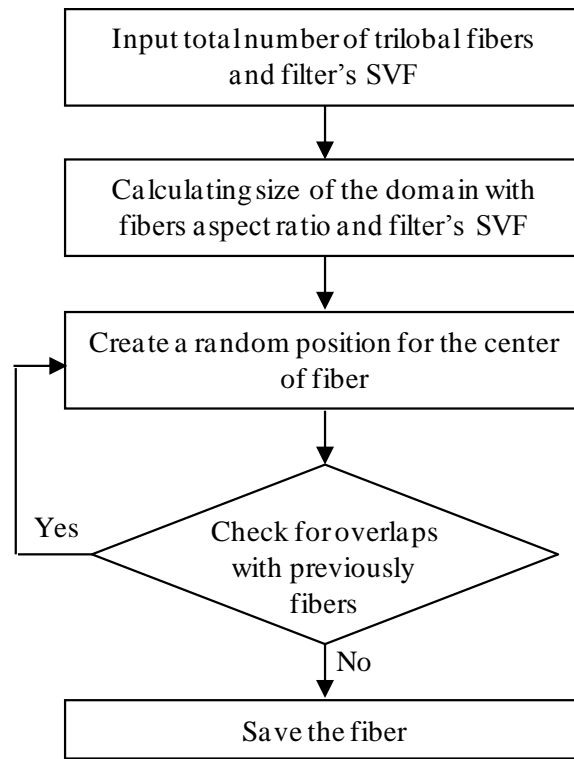 Input total number of trilobal fibers
and filter's SVF
Calculating size of the domain with
fibers aspect ratio and filter's SVF
Create a random position for the center
of fiber
Yes
Check for overlaps
with previously
fibers
No
Save the fiber